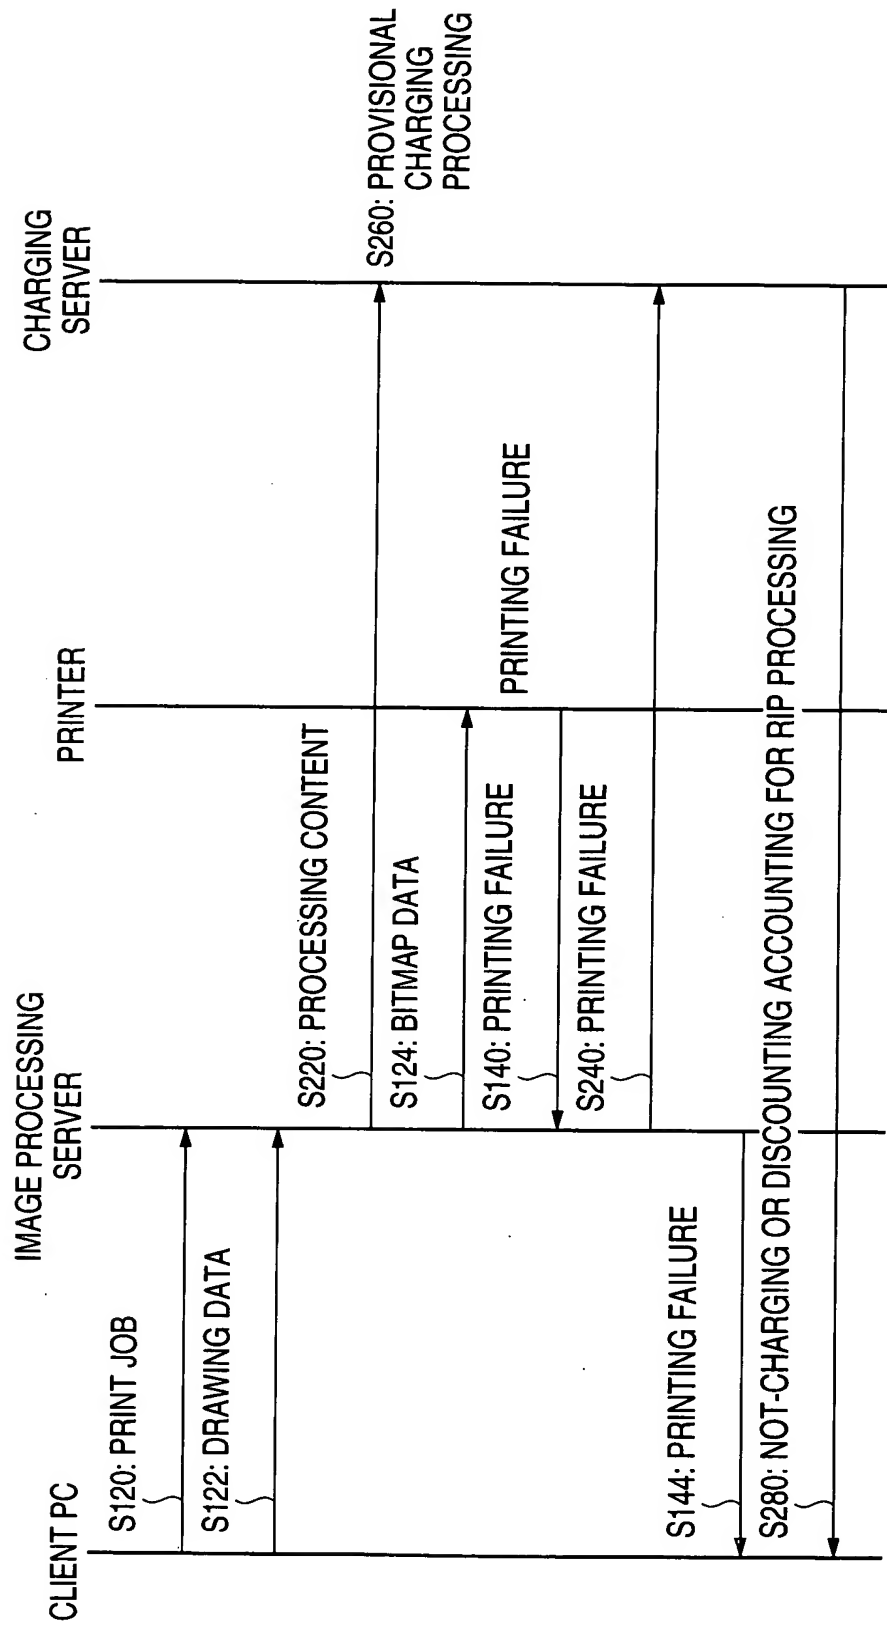 CLIENT PC
IMAGE PROCESSING
SERVER
PRINTER
CHARGING
SERVER
S120: PRINT JOB
S122: DRAWING DATA
S220: PROCESSING CONTENT
S260: PROVISIONAL
CHARGING
PROCESSING
S124: BITMAP DATA
PRINTING FAILURE
S140: PRINTING FAILURE
S240: PRINTING FAILURE
S144: PRINTING FAILURE
S280: NOT-CHARGING OR DISCOUNTING ACCOUNTING FOR RIP PROCESSING